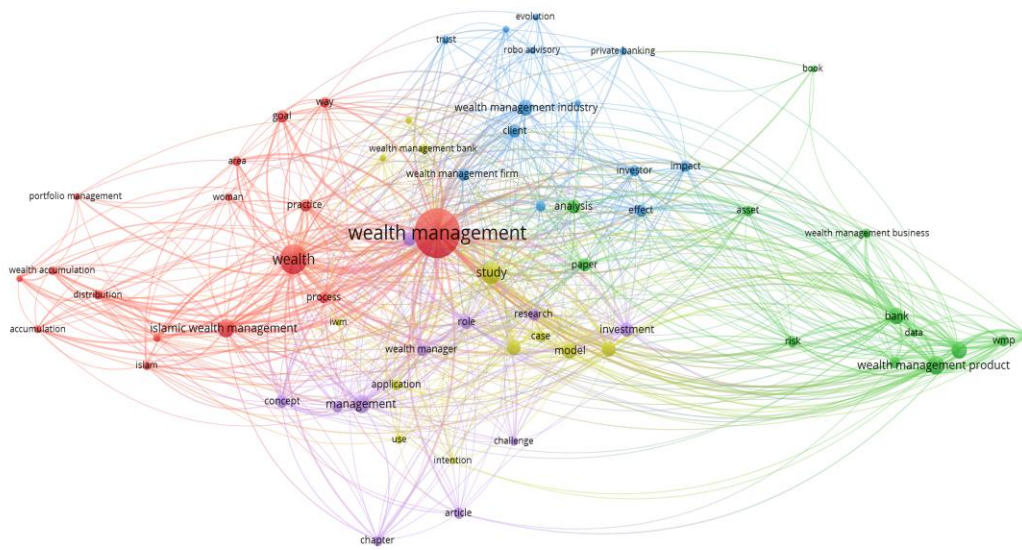 evolution
trust
robo advisory
private banking
book
way
wealth management industry
goal
client
wealth management bank
area
impact
wealth management firm
investor
portfolio management
woman
practice
analysis
effect
asset
wealth management
wealth management business
wealth
paper
wealth accumulation
study
distribution
process
research
bank
iwm
role
accumulation
islamic wealth management
investment
data
case
risk
wmp
wealth manager
model
islam
wealth management product
application
concept
management
use
challenge
intention
article
chapter